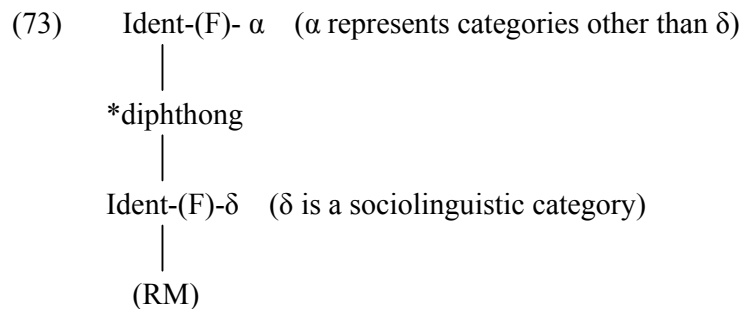 (73) Ident-(F)- α (α represents categories other than δ)
*diphthong
Ident-(F)-δ (δ is a sociolinguistic category)
(RM)